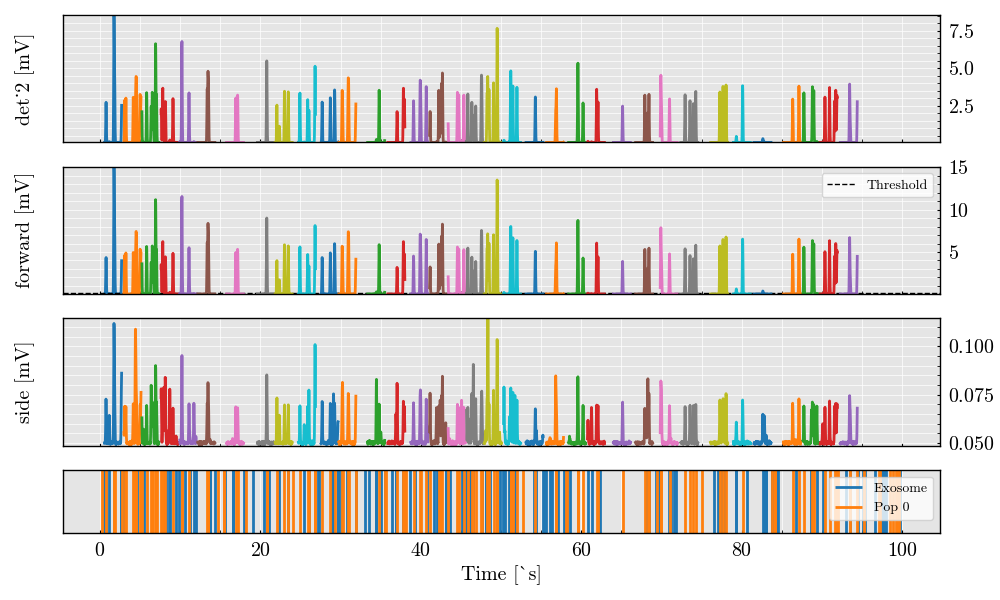 det˙2 [mV]
7.5
5.0
2.5
forward [mV]
Threshold
15
10
5
side [mV]
0.100
0.075
0.050
Exosome
Pop 0
0 20 40 60 80 100
Time [`s]